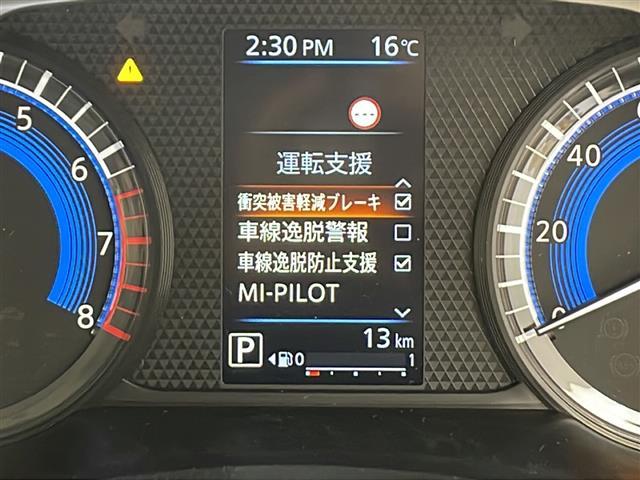 2:30 PM 16℃
---
運転支援
衝突被害軽減ブレーキ
車線逸脱警報
車線逸脱防止支援
MI-PILOT
13 km
P 0 1
5
6
7
8
40
20
0